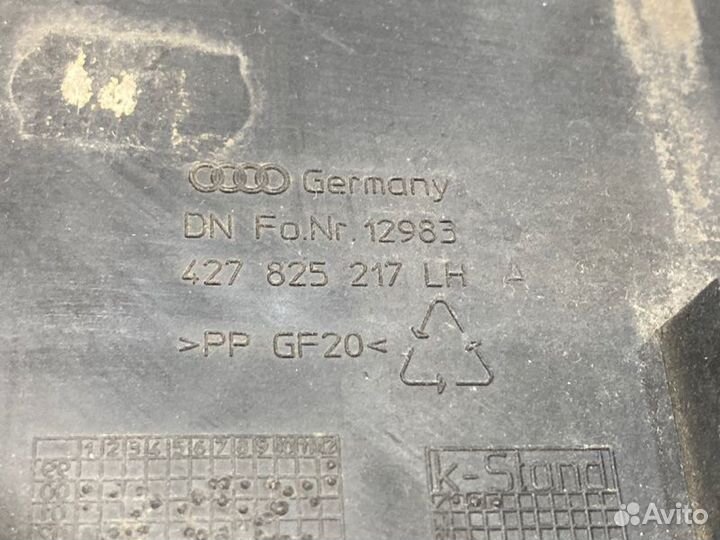 Germany
DN Fo.Nr. 12983
427 825 217 LH A
>PP GF20<
1 2 3 4 5 6 7 8 9 10 11 12
K-Stand
Avito